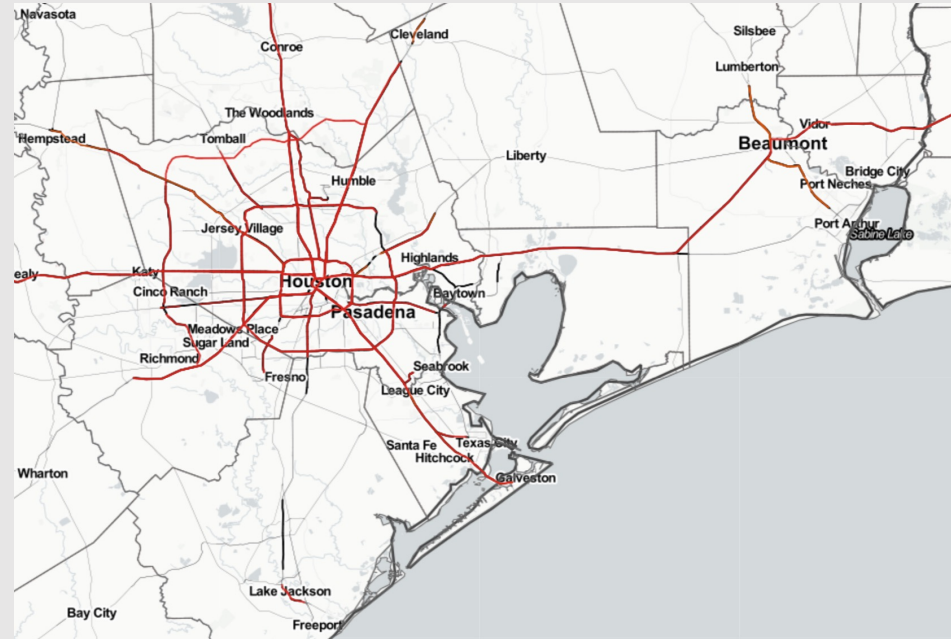 Navasota
Cleveland
Silsbee
Conroe
Lumberton
The Woodlands
Vidor
Hempstead
Tomball
Beaumont
Liberty
Bridge City
Humble
Port Neches
Port Arthur
Jersey Village
Sabine Lake
Highlands
ealy
Katy
Houston
Cinco Ranch
Baytown
Pasadena
Meadows Place
Sugar Land
Richmond
Seabrook
Fresno
League City
Santa Fe
Texas City
Hitchcock
Wharton
Galveston
Lake Jackson
Bay City
Freeport